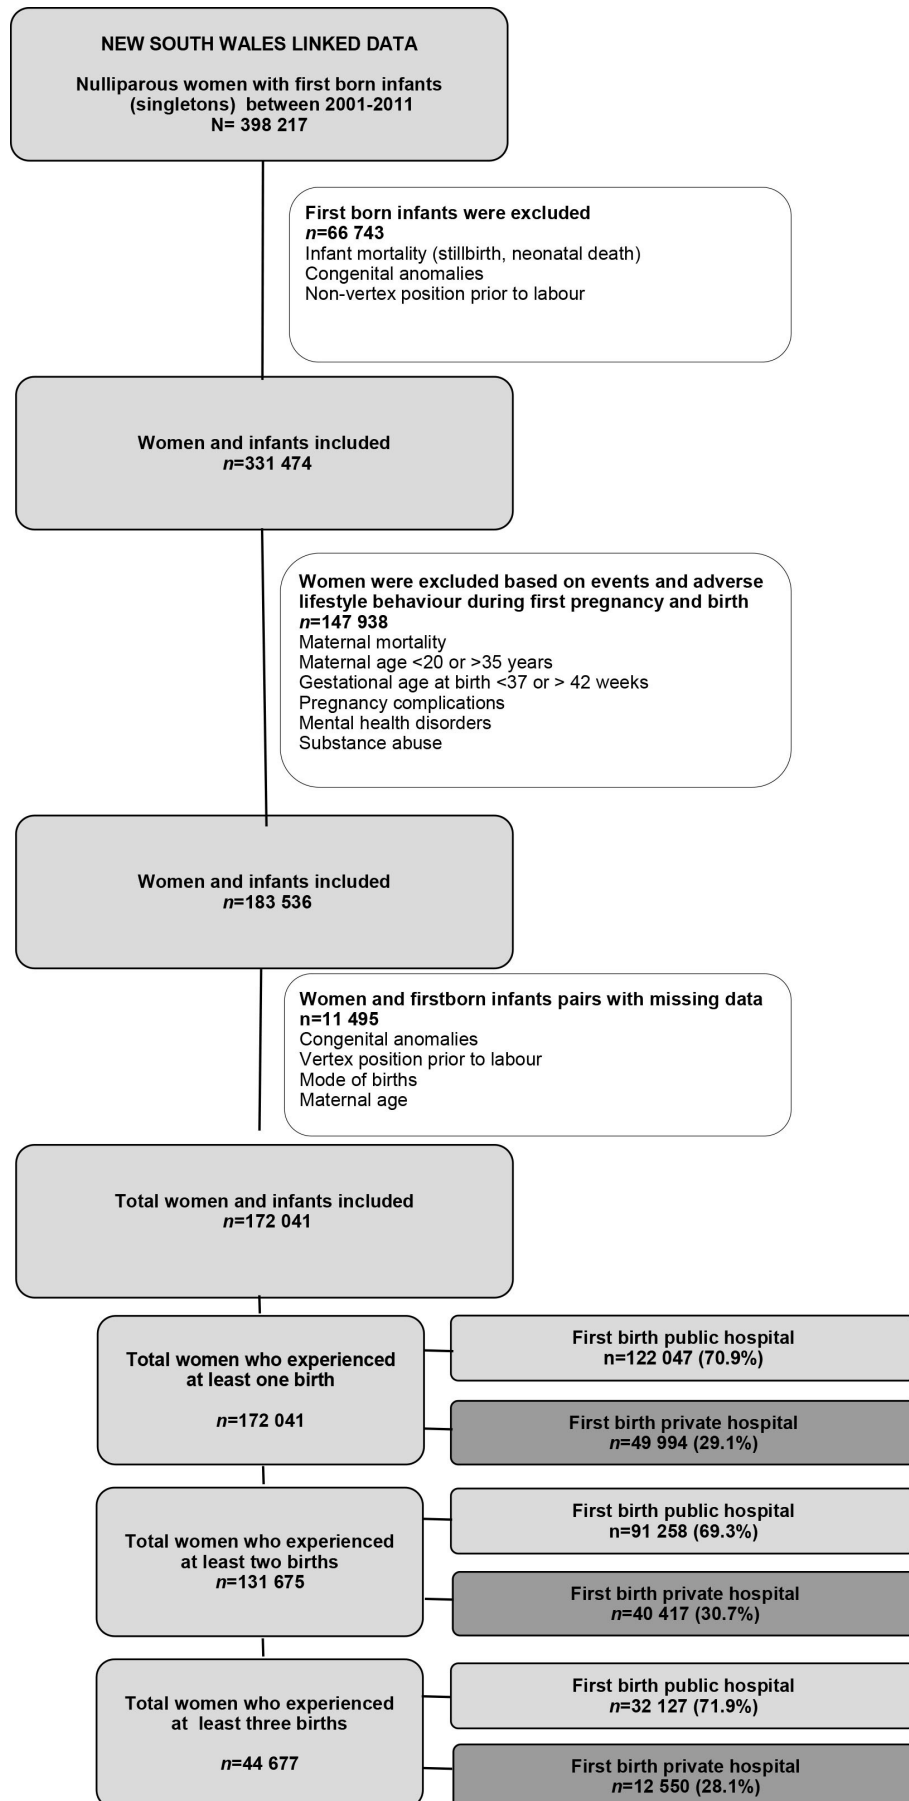 NEW SOUTH WALES LINKED DATA
Nulliparous women with first born infants
(singletons) between 2001-2011
N= 398 217
First born infants were excluded
n=66 743
Infant mortality (stillbirth, neonatal death)
Congenital anomalies
Non-vertex position prior to labour
Women and infants included
n=331 474
Women were excluded based on events and adverse
lifestyle behaviour during first pregnancy and birth
n=147 938
Maternal mortality
Maternal age <20 or >35 years
Gestational age at birth <37 or > 42 weeks
Pregnancy complications
Mental health disorders
Substance abuse
Women and infants included
n=183 536
Women and firstborn infants pairs with missing data
n=11 495
Congenital anomalies
Vertex position prior to labour
Mode of births
Maternal age
Total women and infants included
n=172 041
Total women who experienced
at least one birth
n=172 041
First birth public hospital
n=122 047 (70.9%)
First birth private hospital
n=49 994 (29.1%)
Total women who experienced
at least two births
n=131 675
First birth public hospital
n=91 258 (69.3%)
First birth private hospital
n=40 417 (30.7%)
Total women who experienced
at least three births
n=44 677
First birth public hospital
n=32 127 (71.9%)
First birth private hospital
n=12 550 (28.1%)